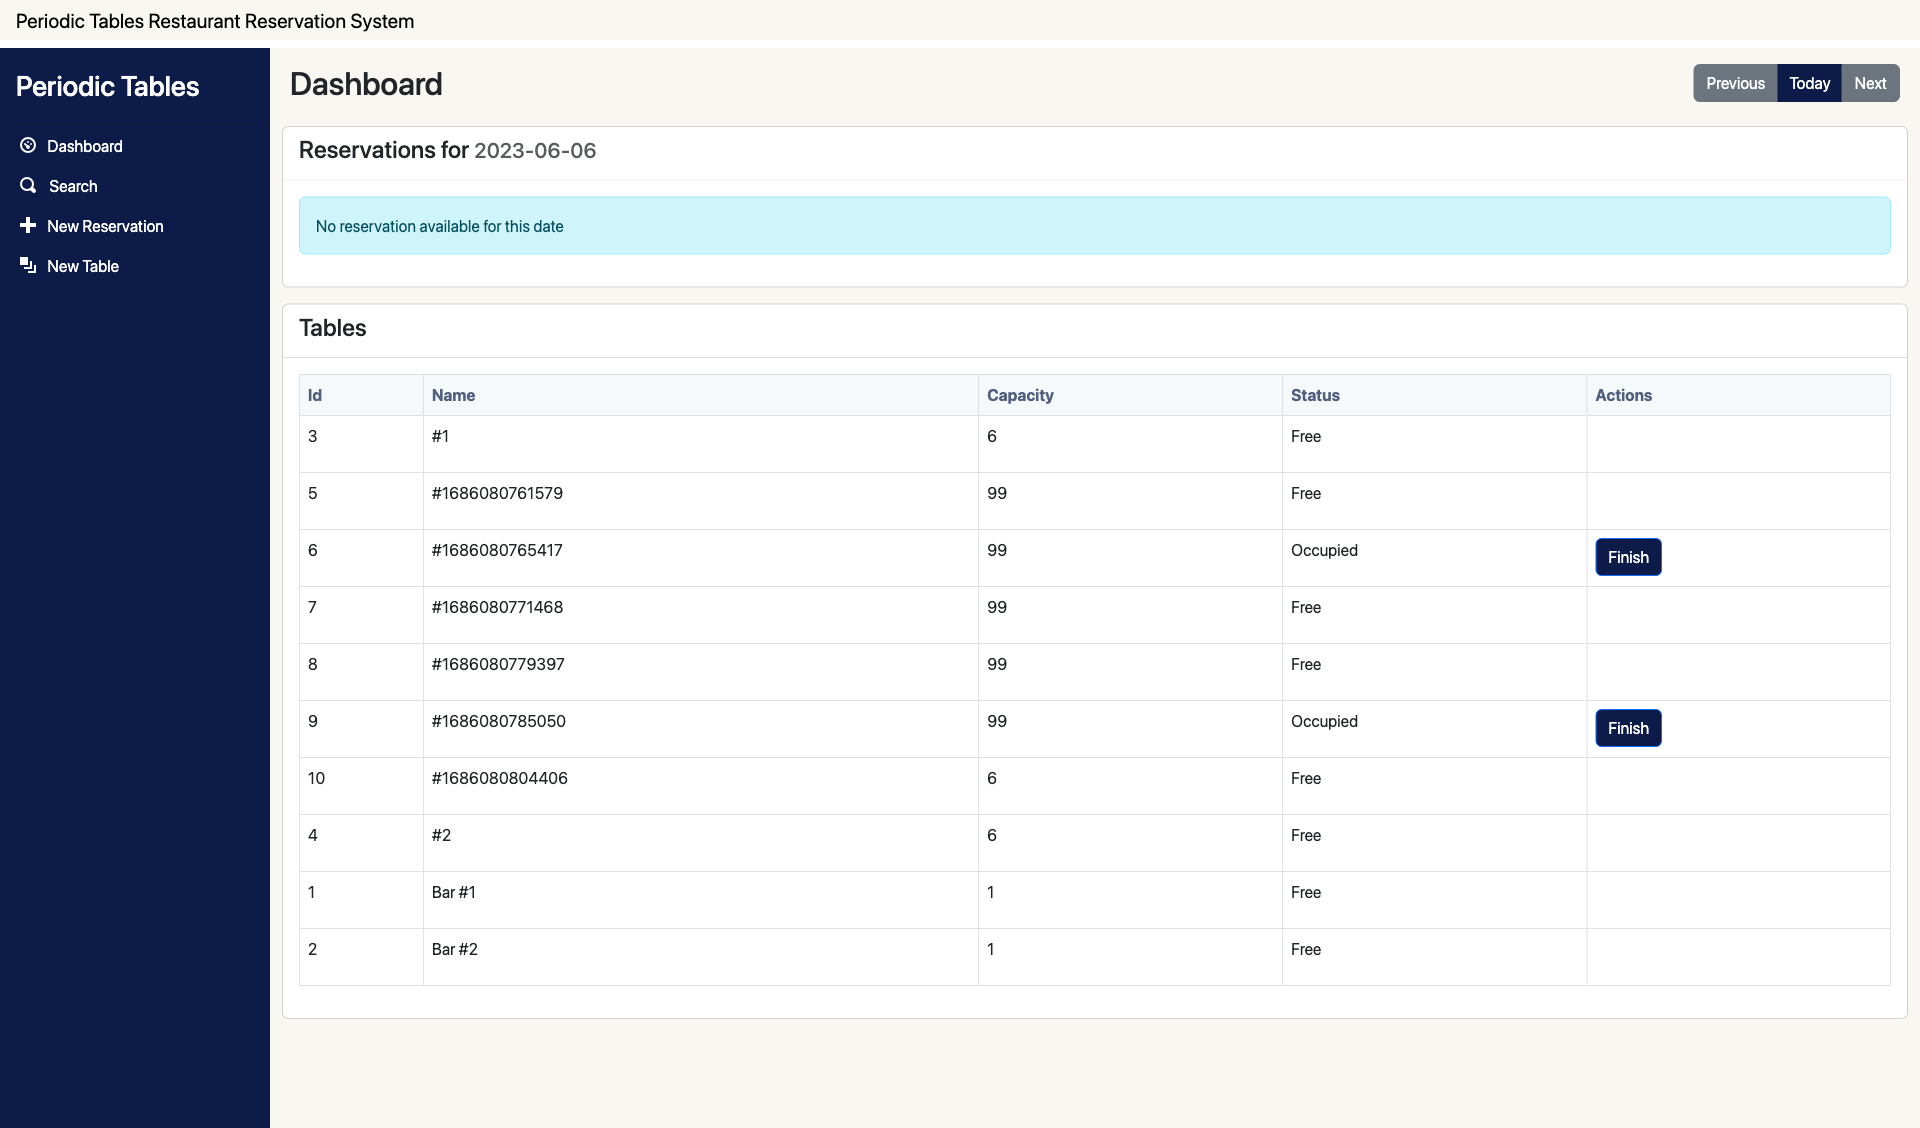 Periodic Tables Restaurant Reservation System
Periodic Tables
Dashboard
Search
New Reservation
New Table
Dashboard
Previous Today Next
Reservations for 2023-06-06
No reservation available for this date
Tables
Id Name Capacity Status Actions
3 #1 6 Free
5 #1686080761579 99 Free
6 #1686080765417 99 Occupied Finish
7 #1686080771468 99 Free
8 #1686080779397 99 Free
9 #1686080785050 99 Occupied Finish
10 #1686080804406 6 Free
4 #2 6 Free
1 Bar #1 1 Free
2 Bar #2 1 Free